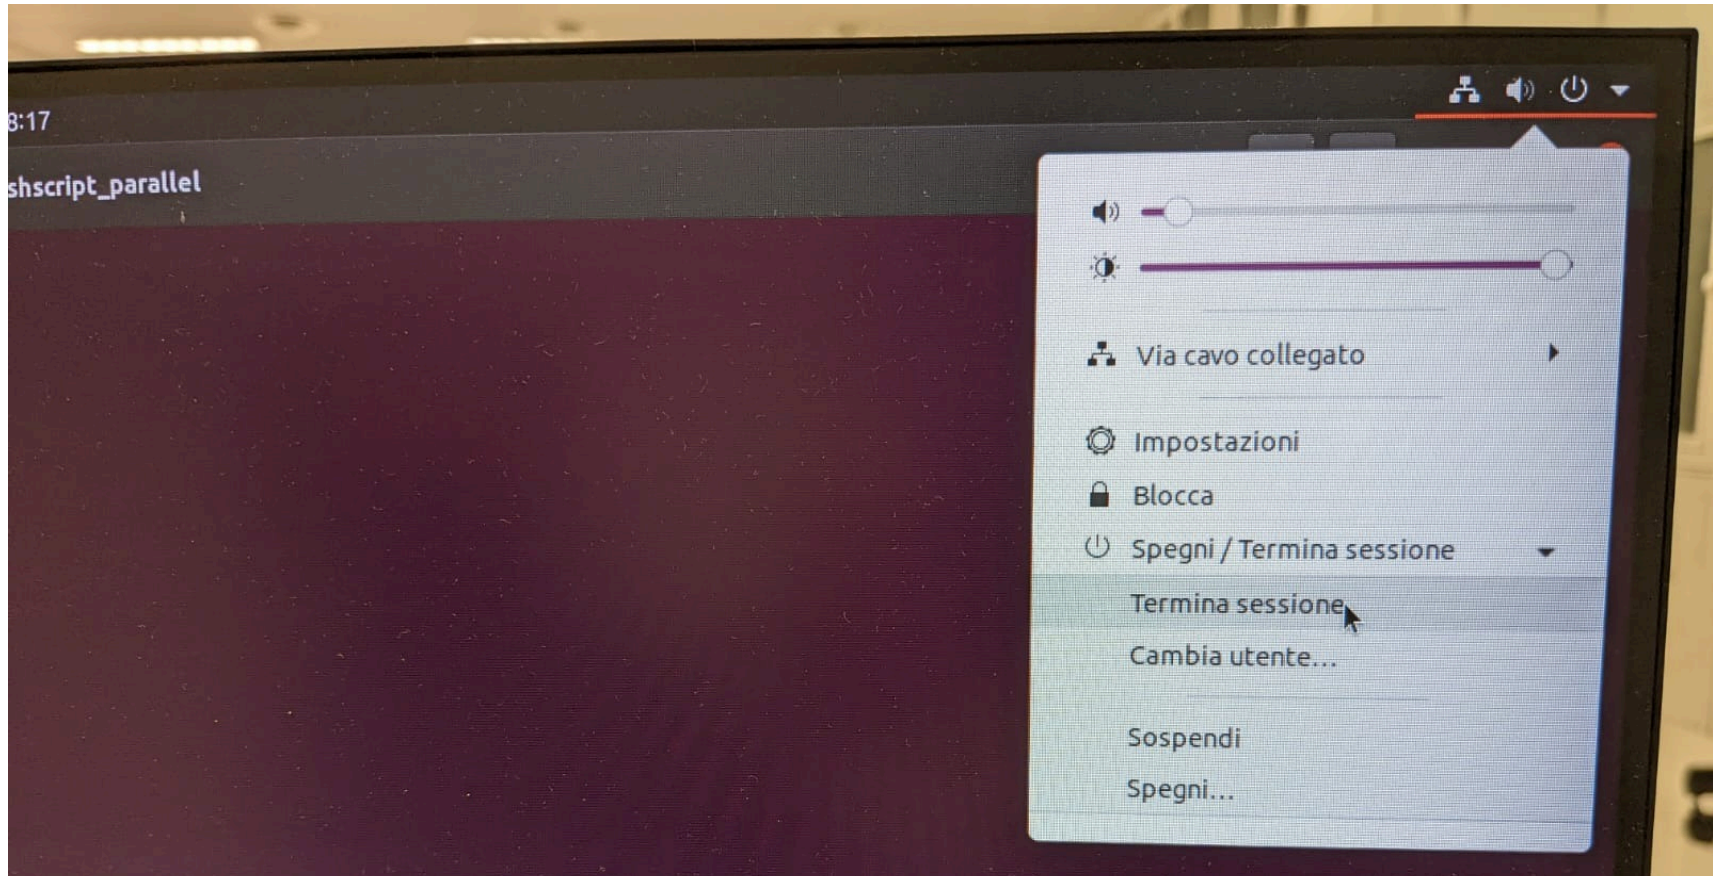 8:17
shscript_parallel
Via cavo collegato
Impostazioni
Blocca
Spegni / Termina sessione
Termina sessione
Cambia utente...
Sospendi
Spegni...